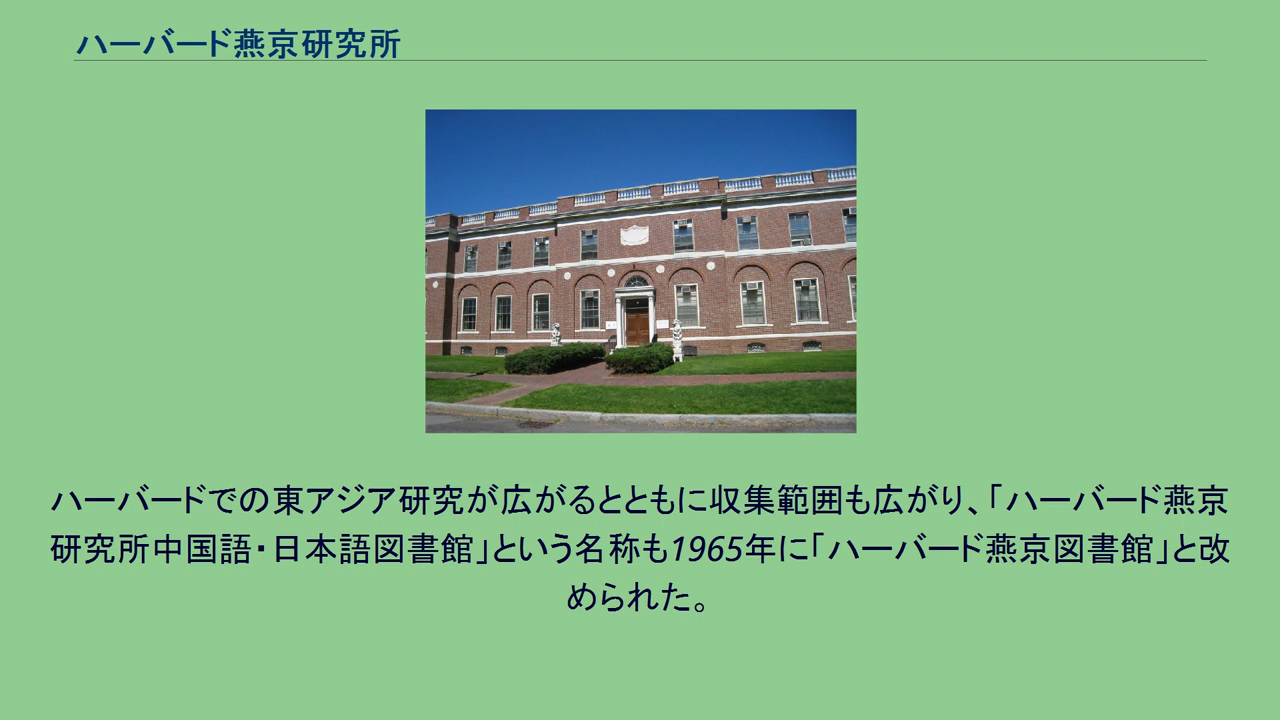 ハーバード燕京研究所
ハーバードでの東アジア研究が広がるとともに収集範囲も広がり、「ハーバード燕京
研究所中国語・日本語図書館」という名称も1965年に「ハーバード燕京図書館」と改
められた。